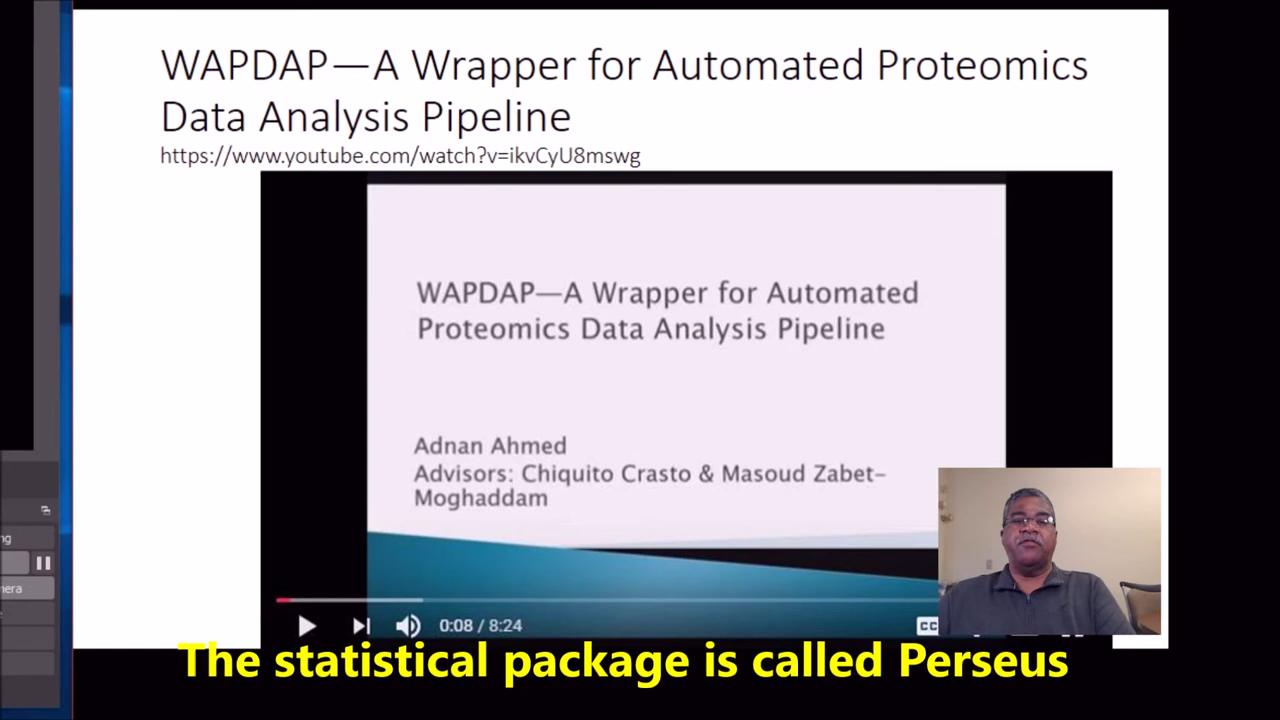 WAPDAP—A Wrapper for Automated Proteomics
Data Analysis Pipeline
https://www.youtube.com/watch?v=ikvCyU8mswg
WAPDAP—A Wrapper for Automated
Proteomics Data Analysis Pipeline
Adnan Ahmed
Advisors: Chiquito Crasto & Masoud Zabet-
Moghaddam
0:08 / 8:24
CC
The statistical package is called Perseus